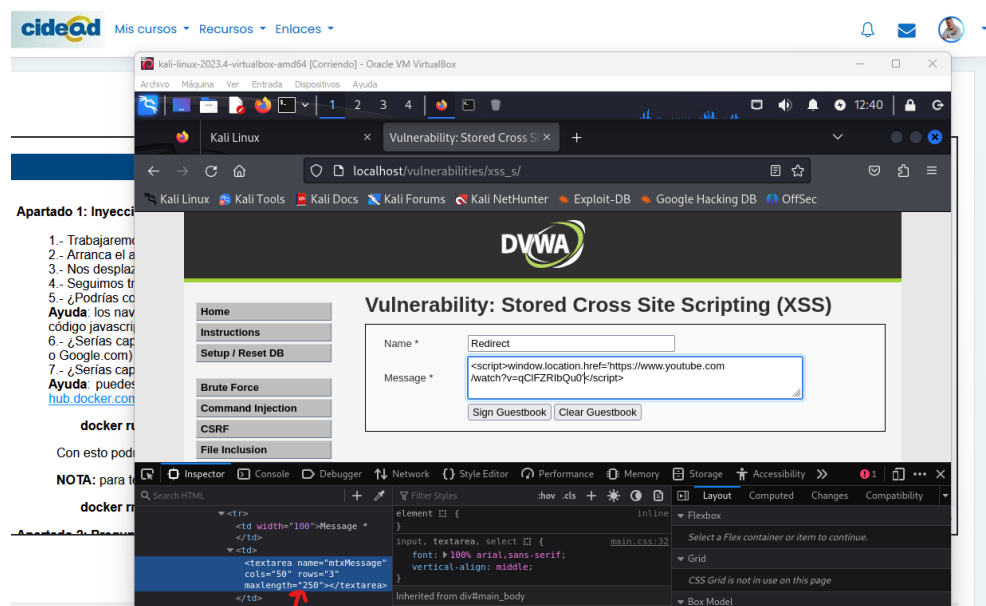 cidead Mis cursos Recursos Enlaces
kali-linux-2023.4-virtualbox-amd64 [Corriendo] - Oracle VM VirtualBox
Archivo Máquina Ver Entrada Dispositivos Ayuda
1 2 3 4 12:40
Kali Linux × Vulnerability: Stored Cross Si × +
localhost/vulnerabilities/xss_s/
Kali Linux Kali Tools Kali Docs Kali Forums Kali NetHunter Exploit-DB Google Hacking DB OffSec
DVWA
Apartado 1: Inyecci
1.- Trabajaremo
2.- Arranca el a
3.- Nos desplaz
4.- Seguimos tr
5.- ¿Podrías co
Ayuda: los nav
código javascri
6.- ¿Serías cap
o Google.com)
7.- ¿Serías cap
Ayuda: puedes
hub.docker.com
docker ru
Con esto podr
NOTA: para te
docker rm
Home
Instructions
Setup / Reset DB
Brute Force
Command Injection
CSRF
File Inclusion
Vulnerability: Stored Cross Site Scripting (XSS)
Name * Redirect
Message * <script>window.location.href='https://www.youtube.com
/watch?v=qClFZRIbQu0'</script>
Sign Guestbook Clear Guestbook
Inspector Console Debugger Network {} Style Editor Performance Memory Storage Accessibility 1
Search HTML + Filter Styles :hov .cls + Layout Computed Changes Compatibility
<tr>
<td width="100">Message *
</td>
<td>
<textarea name="mtxMessage"
cols="50" rows="3"
maxlength="250"></textarea>
</td>
element { inline
}
input, textarea, select { main.css:32
font: 100% arial,sans-serif;
vertical-align: middle;
}
Inherited from div#main_body
Flexbox
Select a Flex container or item to continue.
Grid
CSS Grid is not in use on this page
Box Model